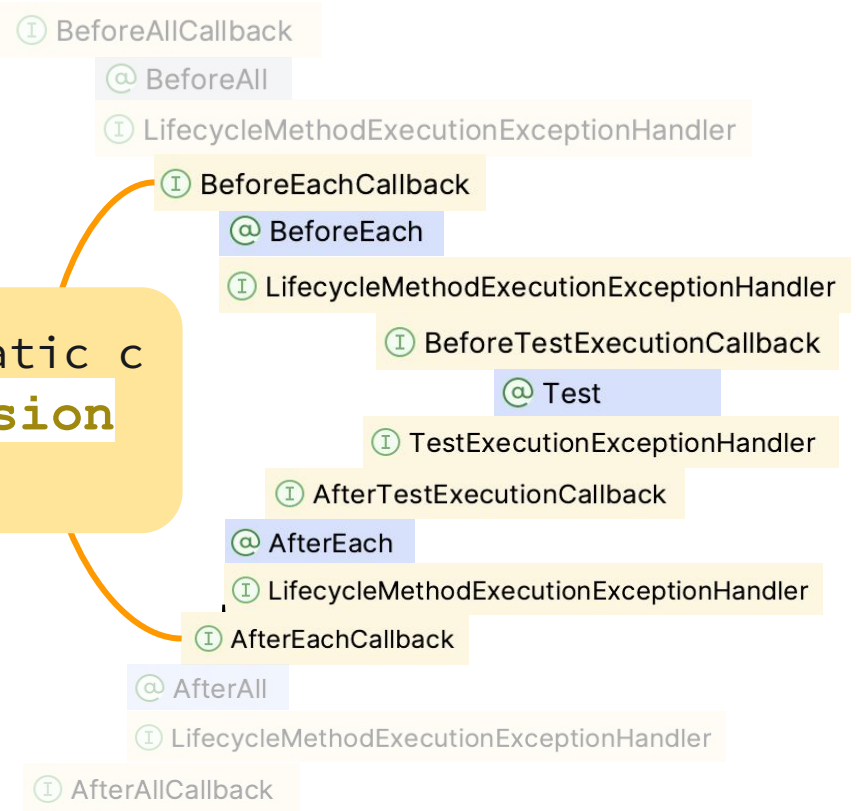 BeforeAllCallback
@ BeforeAll
LifecycleMethodExecutionExceptionHandler
BeforeEachCallback
@ BeforeEach
LifecycleMethodExecutionExceptionHandler
BeforeTestExecutionCallback
@ Test
TestExecutionExceptionHandler
AfterTestExecutionCallback
@ AfterEach
LifecycleMethodExecutionExceptionHandler
AfterEachCallback
@ AfterAll
LifecycleMethodExecutionExceptionHandler
AfterAllCallback
atic c
sion